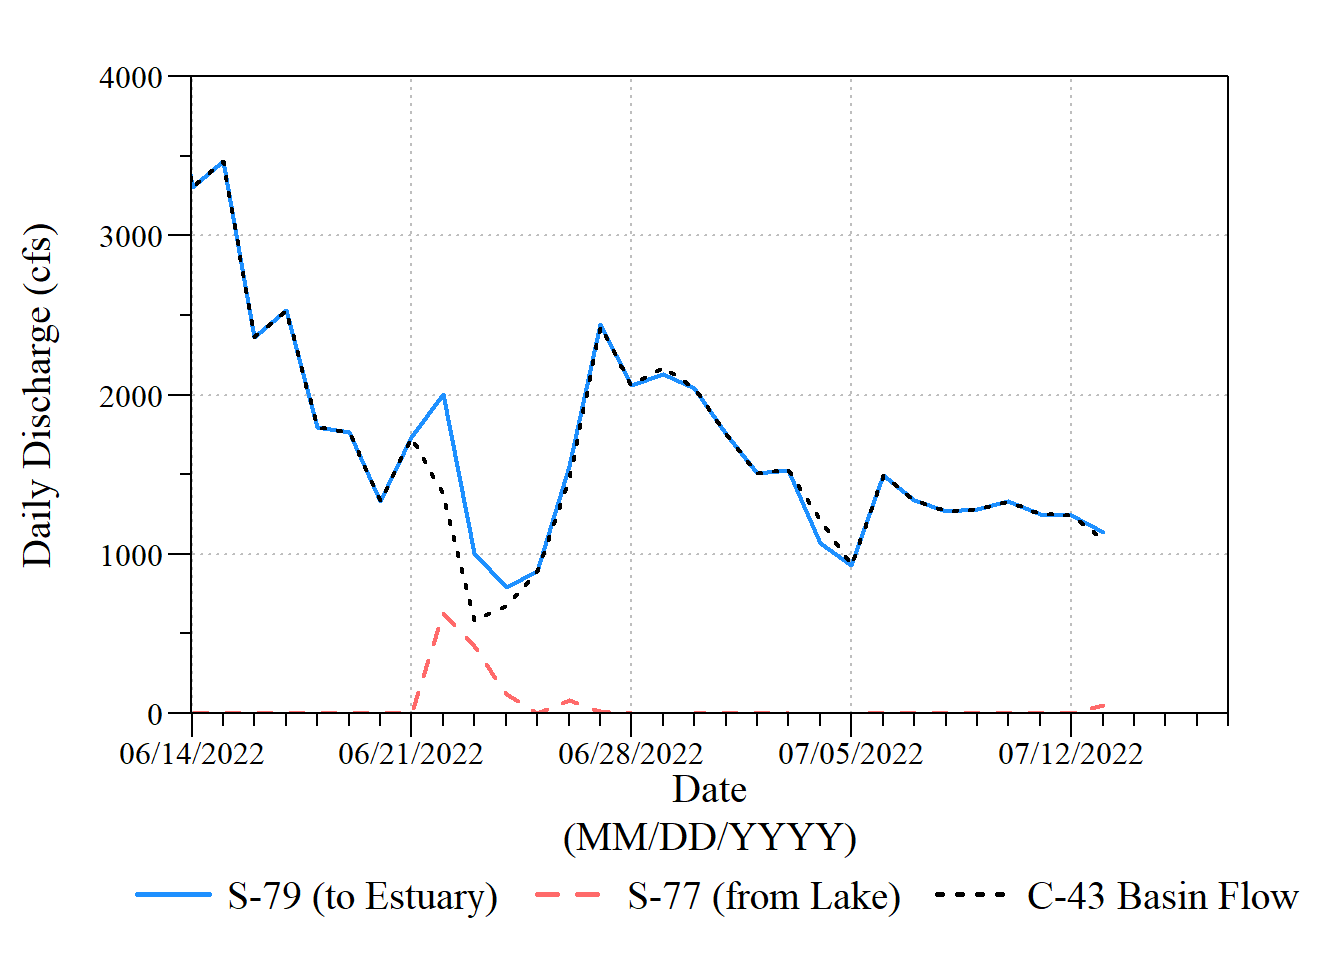 Daily Discharge (cfs)
4000
3000
2000
1000
0
06/14/2022 06/21/2022 06/28/2022 07/05/2022 07/12/2022
Date
(MM/DD/YYYY)
S-79 (to Estuary) S-77 (from Lake) C-43 Basin Flow